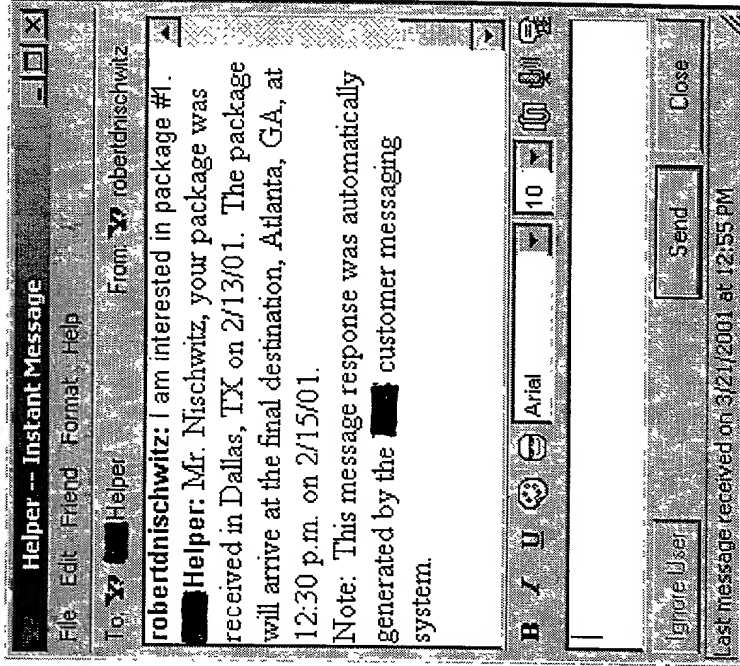 Helper -- Instant Message
File Edit Friend Format Help
To: Y! Helper From: Y! robertdnischwitz
robertdnischwitz: I am interested in package #1.
Helper: Mr. Nischwitz, your package was
received in Dallas, TX on 2/13/01. The package
will arrive at the final destination, Atlanta, GA, at
12:30 p.m. on 2/15/01.
Note: This message response was automatically
generated by the customer messaging
system.
B I U Arial 10
Ignore User Send Close
Last message received on 3/21/2001 at 12:55 PM